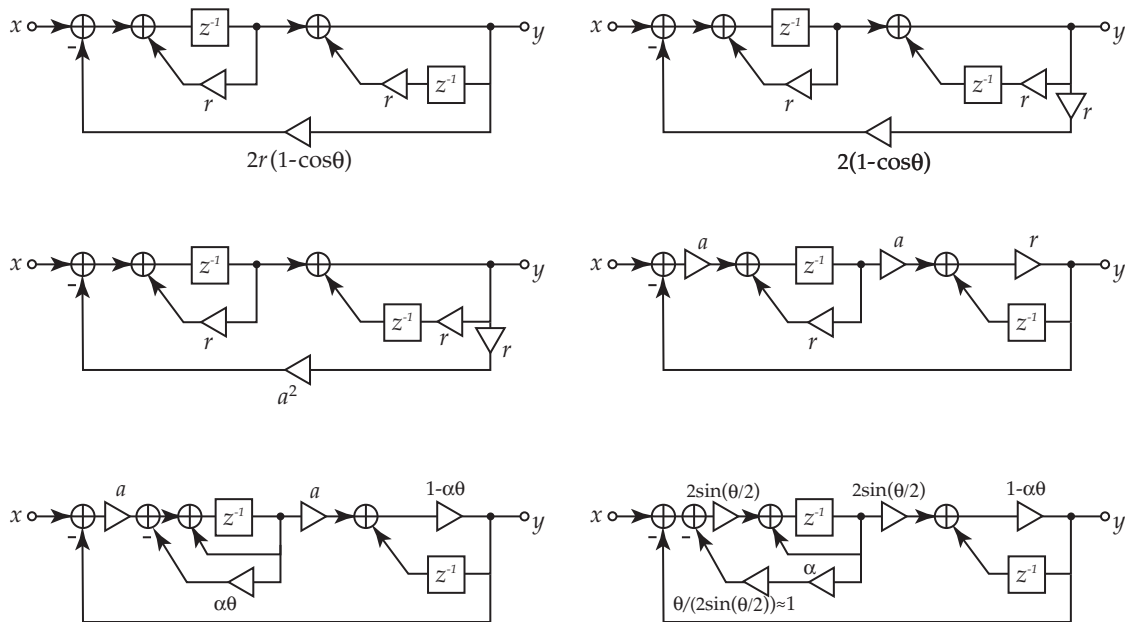 x - z⁻¹ r r z⁻¹ y
2r(1-cosθ)
x - z⁻¹ r z⁻¹ r r y
2(1-cosθ)
x - z⁻¹ r z⁻¹ r r y
a²
x - a z⁻¹ r a r z⁻¹ y
x - a - z⁻¹ αθ a 1-αθ z⁻¹ y
x - - 2sin(θ/2) z⁻¹ α 2sin(θ/2) 1-αθ z⁻¹ y
θ/(2sin(θ/2))≈1